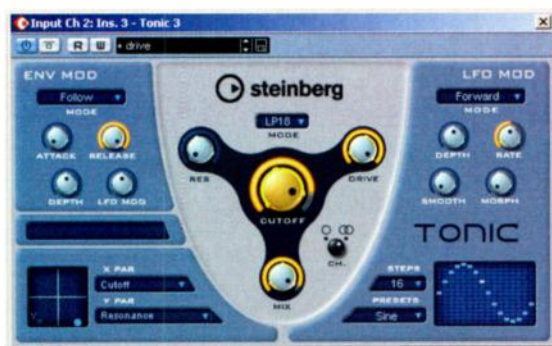 Input Ch 2: Ins. 3 - Tonic 3
R W drive
ENV MOD
Follow
MODE
ATTACK RELEASE
DEPTH LFO MOD
steinberg
LP18
MODE
RES DRIVE
CUTOFF
CH.
MIX
LFO MOD
Forward
MODE
DEPTH RATE
SMOOTH MORPH
TONIC
X PAR
Cutoff
Y PAR
Resonance
STEPS
16
PRESETS
Sine